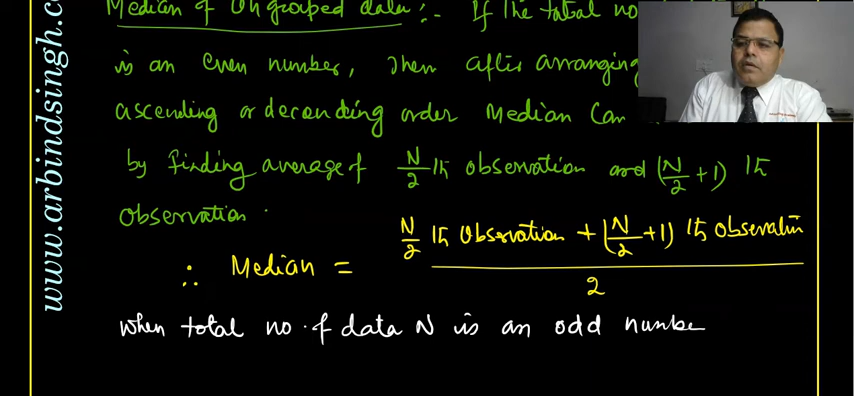 Median of Ungrouped data :- If the total no
is an even number, then after arranging
ascending or decending order Median Can
by finding average of N/2 th observation and (N/2 + 1) th
observation.
∴ Median = N/2 th Observation + (N/2 + 1) th Observation / 2
when total no. of data N is an odd number
www.arbindsingh.c